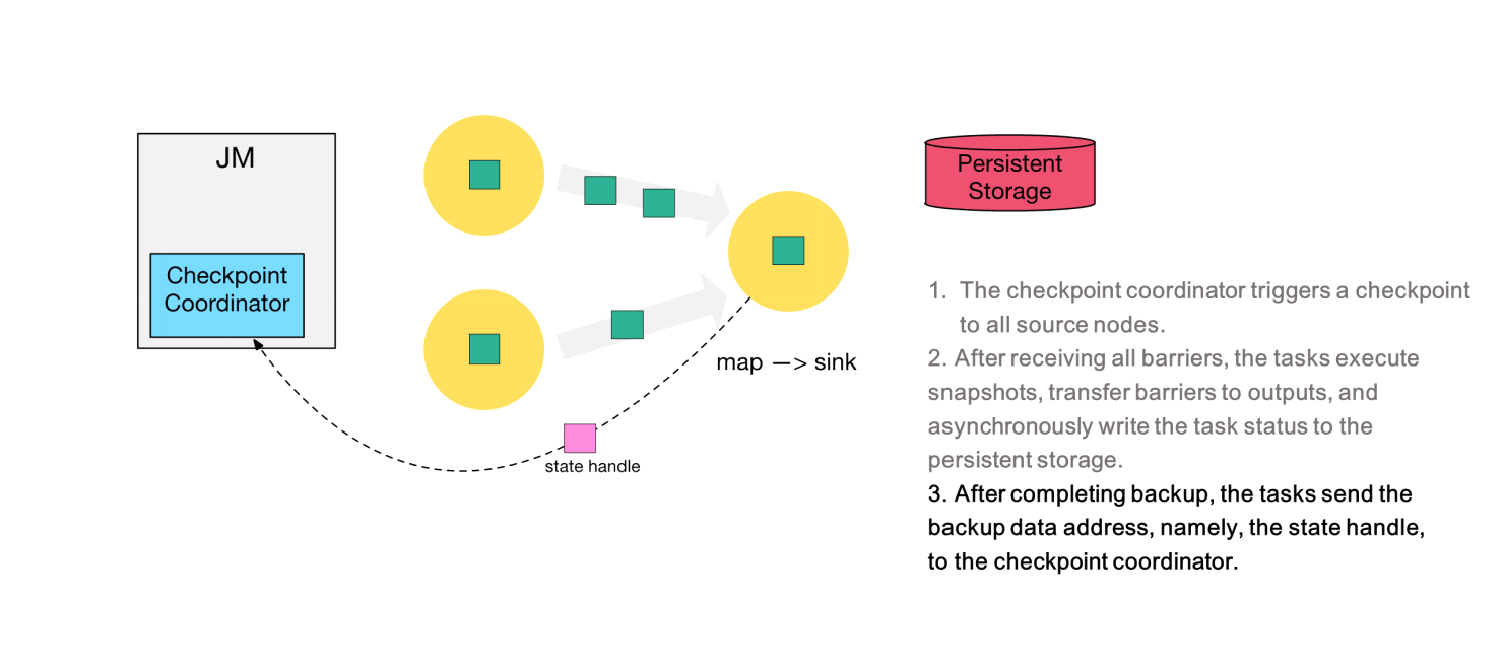 JM
Checkpoint
Coordinator
map —> sink
state handle
Persistent
Storage
1. The checkpoint coordinator triggers a checkpoint
to all source nodes.
2. After receiving all barriers, the tasks execute
snapshots, transfer barriers to outputs, and
asynchronously write the task status to the
persistent storage.
3. After completing backup, the tasks send the
backup data address, namely, the state handle,
to the checkpoint coordinator.